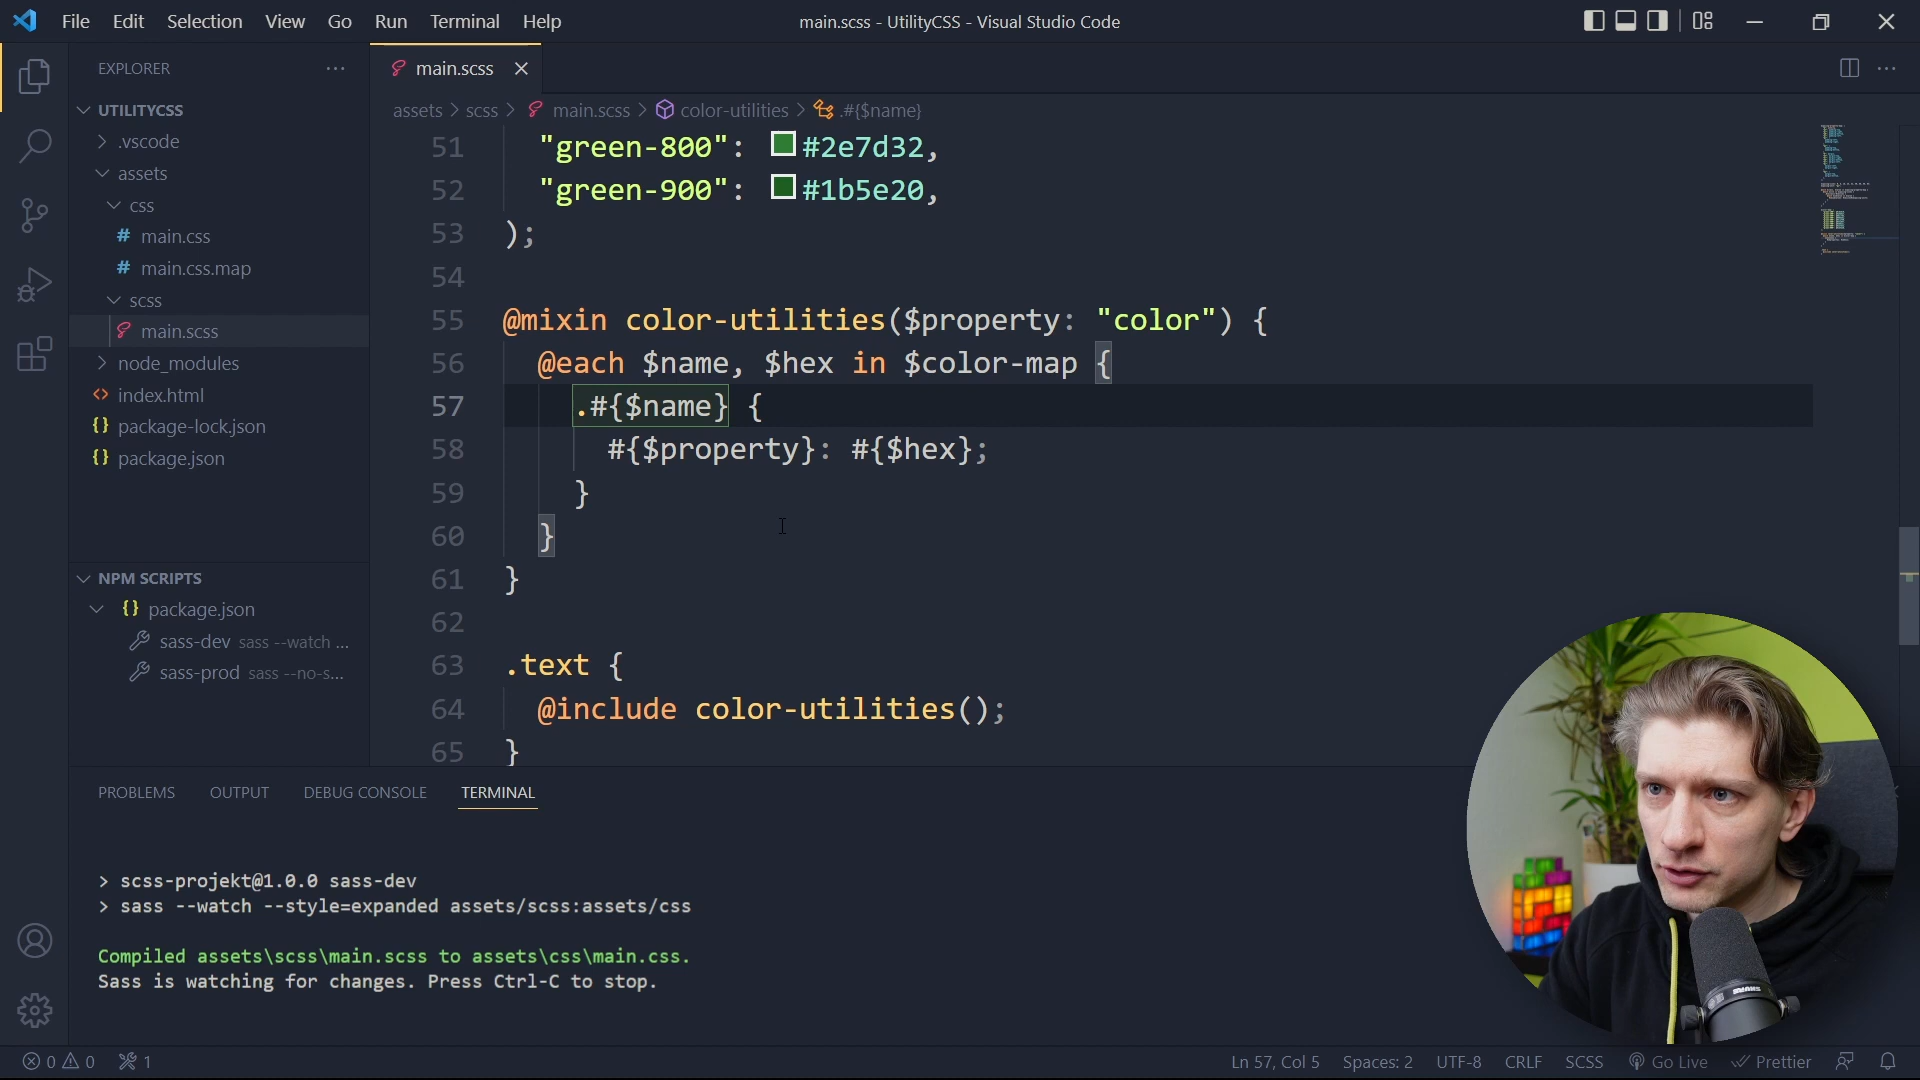 File Edit Selection View Go Run Terminal Help
main.scss - UtilityCSS - Visual Studio Code
EXPLORER
UTILITYCSS
.vscode
assets
css
# main.css
# main.css.map
scss
main.scss
node_modules
<> index.html
{} package-lock.json
{} package.json
NPM SCRIPTS
{} package.json
sass-dev sass --watch ...
sass-prod sass --no-s...
main.scss
assets > scss > main.scss > color-utilities > .#{$name}
51 "green-800": #2e7d32,
52 "green-900": #1b5e20,
53 );
54
55 @mixin color-utilities($property: "color") {
56 @each $name, $hex in $color-map {
57 .#{$name} {
58 #{$property}: #{$hex};
59 }
60 }
61 }
62
63 .text {
64 @include color-utilities();
65 }
PROBLEMS OUTPUT DEBUG CONSOLE TERMINAL
> scss-projekt@1.0.0 sass-dev
> sass --watch --style=expanded assets/scss:assets/css
Compiled assets\scss\main.scss to assets\css\main.css.
Sass is watching for changes. Press Ctrl-C to stop.
SHURE
0 0 1
Ln 57, Col 5 Spaces: 2 UTF-8 CRLF SCSS Go Live Prettier